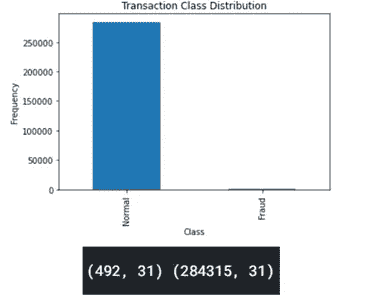 Transaction Class Distribution
250000
200000
150000
100000
50000
0
Frequency
Normal
Fraud
Class
(492, 31) (284315, 31)